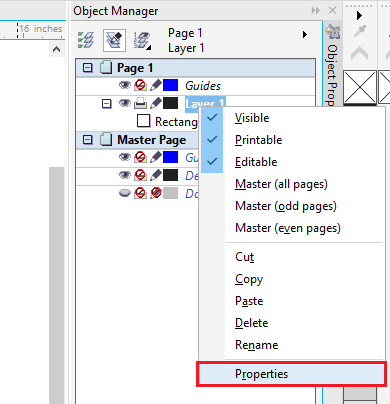 16 inches
Object Manager
Page 1
Layer 1
Page 1
Guides
Layer 1
Rectan
Master Page
Gu
De
Do
Visible
Printable
Editable
Master (all pages)
Master (odd pages)
Master (even pages)
Cut
Copy
Paste
Delete
Rename
Properties
Object Prop